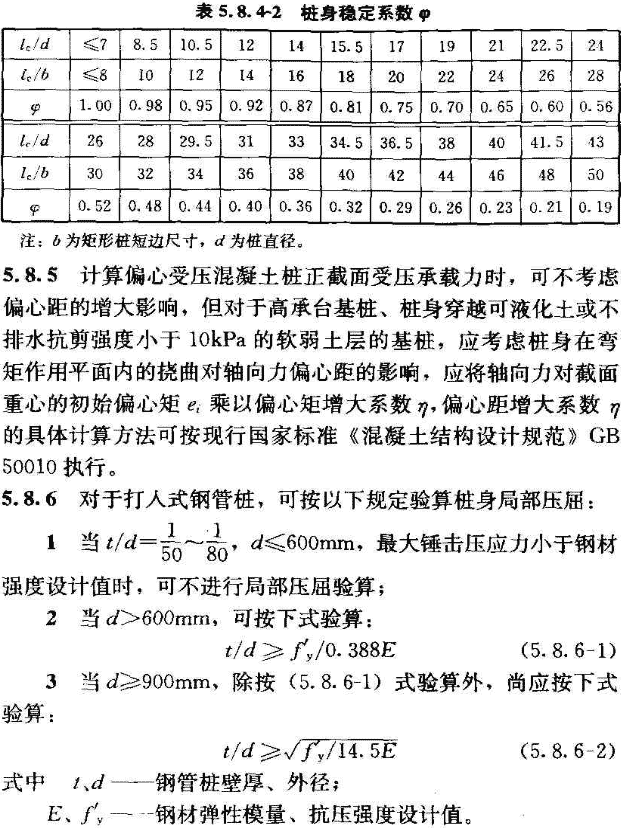 表 5.8.4-2 桩身稳定系数 φ
lc/d ≤7 8.5 10.5 12 14 15.5 17 19 21 22.5 24
lc/b ≤8 10 12 14 16 18 20 22 24 26 28
φ 1.00 0.98 0.95 0.92 0.87 0.81 0.75 0.70 0.65 0.60 0.56
lc/d 26 28 29.5 31 33 34.5 36.5 38 40 41.5 43
lc/b 30 32 34 36 38 40 42 44 46 48 50
φ 0.52 0.48 0.44 0.40 0.36 0.32 0.29 0.26 0.23 0.21 0.19
注：b 为矩形桩短边尺寸，d 为桩直径。
5.8.5 计算偏心受压混凝土桩正截面受压承载力时，可不考虑
偏心距的增大影响，但对于高承台基桩、桩身穿越可液化土或不
排水抗剪强度小于 10kPa 的软弱土层的基桩，应考虑桩身在弯
矩作用平面内的挠曲对轴向力偏心距的影响，应将轴向力对截面
重心的初始偏心矩 ei 乘以偏心矩增大系数 η，偏心距增大系数 η
的具体计算方法可按现行国家标准《混凝土结构设计规范》GB
50010 执行。
5.8.6 对于打入式钢管桩，可按以下规定验算桩身局部压屈：
1 当 t/d=1/50～1/80，d≤600mm，最大锤击压应力小于钢材
强度设计值时，可不进行局部压屈验算；
2 当 d>600mm，可按下式验算：
t/d ≥ f′y/0.388E (5.8.6-1)
3 当 d≥900mm，除按（5.8.6-1）式验算外，尚应按下式
验算：
t/d ≥ √f′y/14.5E (5.8.6-2)
式中 t、d——钢管桩壁厚、外径；
E、f′y——钢材弹性模量、抗压强度设计值。